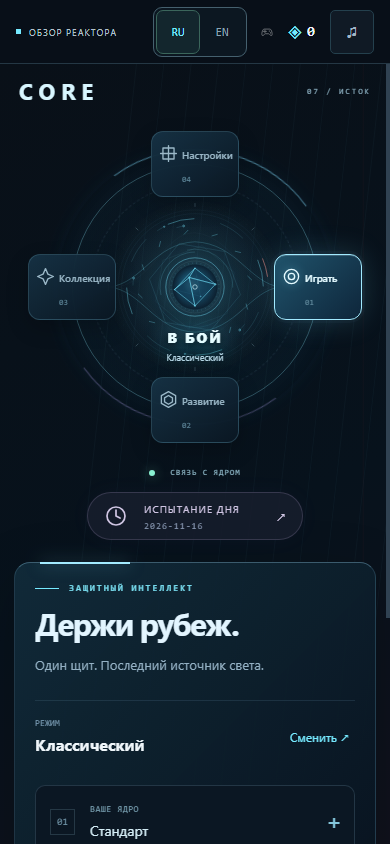 ОБЗОР РЕАКТОРА
RU EN 0
CORE
07 / ИСТОК
Настройки
04
Коллекция
03
Играть
01
В БОЙ
Классический
Развитие
02
СВЯЗЬ С ЯДРОМ
ИСПЫТАНИЕ ДНЯ
2026-11-16
ЗАЩИТНЫЙ ИНТЕЛЛЕКТ
Держи рубеж.
Один щит. Последний источник света.
РЕЖИМ
Классический
Сменить ↗
01
ВАШЕ ЯДРО
Стандарт
+